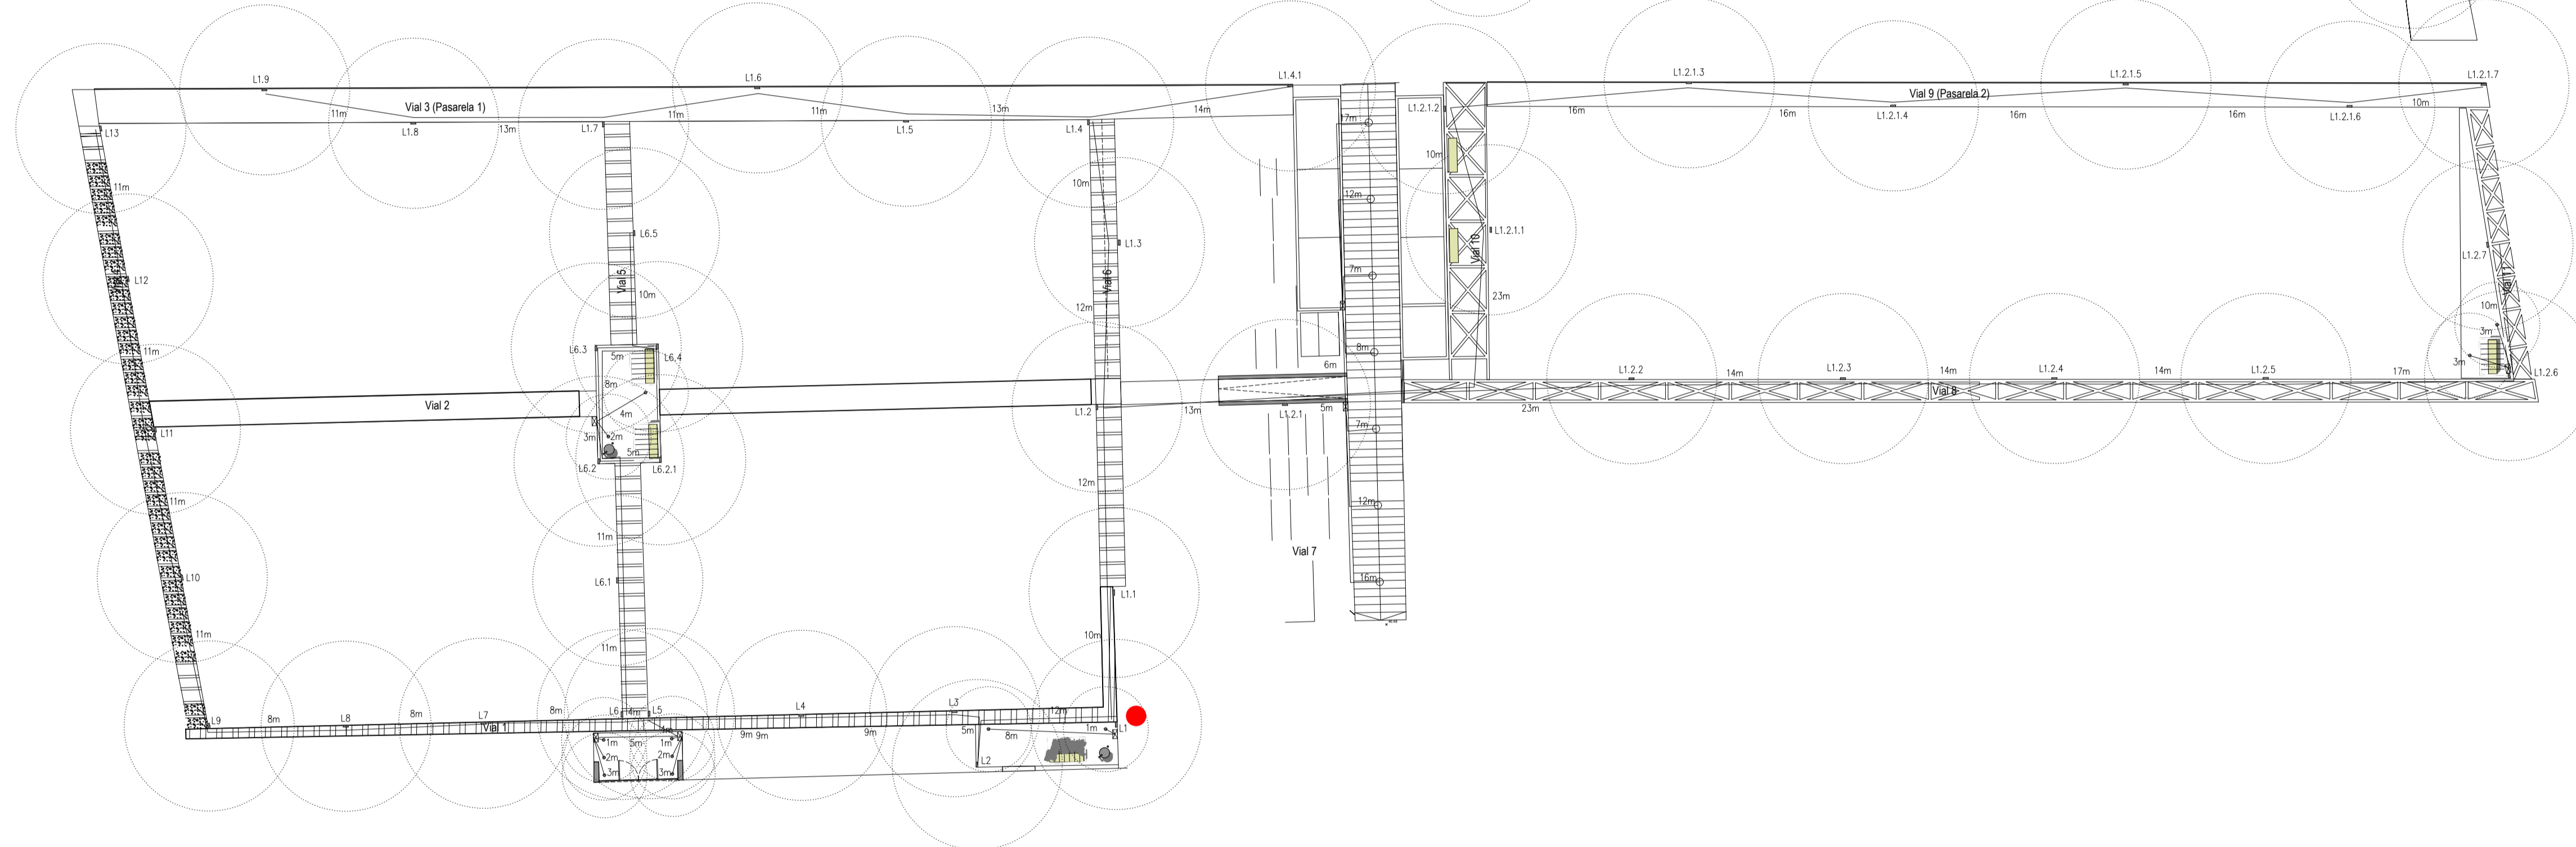 L1.9
L1.6
L1.4.1
L1.2.1.3
L1.2.1.5
L1.2.1.7
Vial 3 (Pasarela 1)
11m
11m
11m
13m
14m
L1.2.1.2
17m
16m
Vial 9 (Pasarela 2)
16m
10m
16m
16m
L1.2.1.4
L1.2.1.6
L13
L1.8
13m
L1.7
L1.5
L1.4
10m
11m
10m
12m
L6.5
L1.3
L1.2.1.1
Vial 10
L1.2.7
L12
Vial 5
Vial 6
7m
10m
23m
12m
10m
11m
L6.3
5m
L6.4
8m
6m
3m
3m
L1.2.2
14m
L1.2.3
14m
L1.2.4
14m
L1.2.5
17m
L1.2.6
8m
Vial 2
4m
L1.2
13m
L1.2.1
5m
23m
Vial 8
L11
3m
2m
5m
7m
L6.2
L6.2.1
11m
12m
12m
11m
Vial 7
L10
L6.1
16m
L1.1
11m
11m
10m
L9
8m
L8
8m
L7
8m
L6
4m
L5
L4
L3
12m
Vial 1
9m
9m
9m
5m
8m
1m
L1
1m
5m
1m
2m
2m
3m
3m
L2